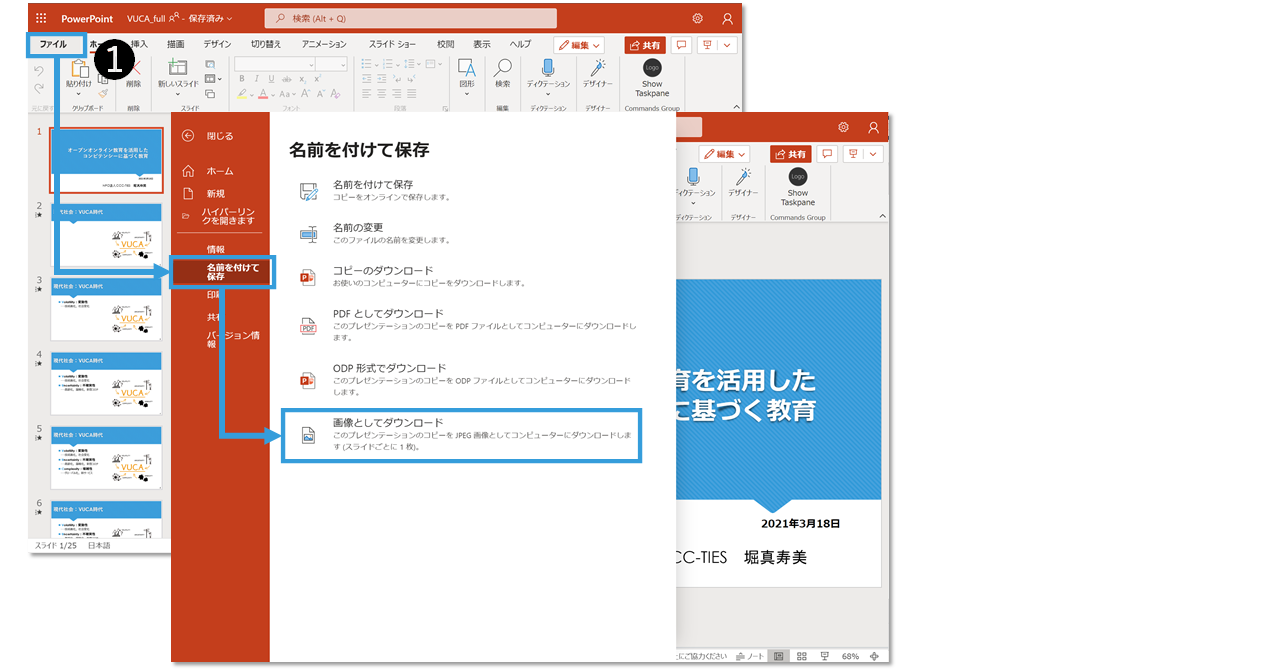 PowerPoint VUCA_full - 保存済み
検索 (Alt + Q)
ファイル ホーム 挿入 描画 デザイン 切り替え アニメーション スライド ショー 校閲 表示 ヘルプ 編集 共有
1
貼り付け 削除 新しいスライド 図形 検索 ディクテーション デザイナー Logo Show Taskpane
クリップボード 削除 スライド フォント 段落 編集 ディクテーション デザイナー Commands Group
1
オープンオンライン教育を活用した
コンピテンシーに基づく教育
2
代社会：VUCA時代
VUCA
3
現代社会：VUCA時代
VUCA
4
現代社会：VUCA時代
VUCA
5
現代社会：VUCA時代
VUCA
6
現代社会：VUCA時代
VUCA
スライド 1/25 日本語
閉じる
ホーム
新規
ハイパーリン
クを開きます
情報
名前を付けて
保存
印刷
共有
バージョン情
報
名前を付けて保存
名前を付けて保存
コピーをオンラインで保存します。
名前の変更
このファイルの名前を変更します。
コピーのダウンロード
お使いのコンピューターにコピーをダウンロードします。
PDF としてダウンロード
このプレゼンテーションのコピーを PDF ファイルとしてコンピューターにダウンロードし
ます。
ODP 形式でダウンロード
このプレゼンテーションのコピーを ODP ファイルとしてコンピューターにダウンロード
します。
画像としてダウンロード
このプレゼンテーションのコピーを JPEG 画像としてコンピューターにダウンロードしま
す (スライドごとに 1 枚)。
編集 共有
ィクテーション デザイナー Logo Show Taskpane
ディクテーション デザイナー Commands Group
育を活用した
に基づく教育
2021年3月18日
CC-TIES 堀真寿美
にご協力ください ノート 68%